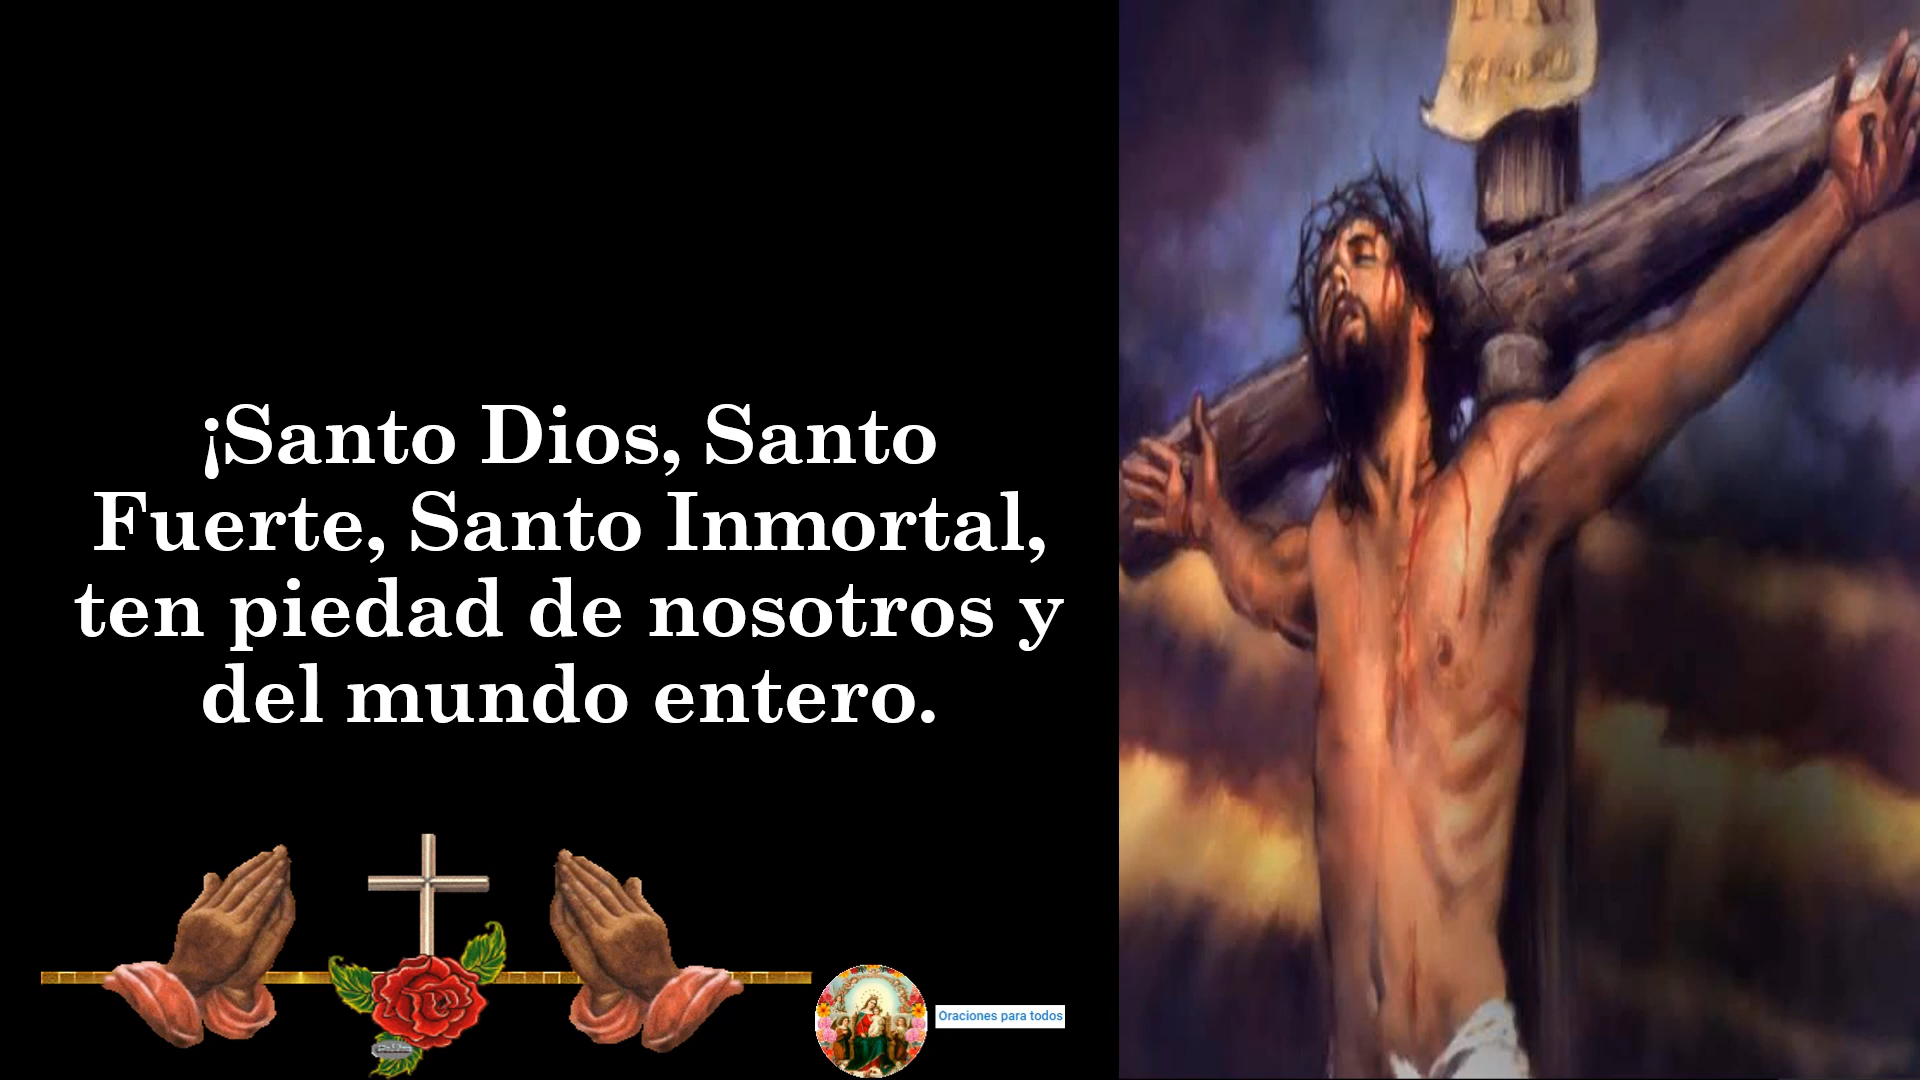 ¡Santo Dios, Santo
Fuerte, Santo Inmortal,
ten piedad de nosotros y
del mundo entero.
Oraciones para todos